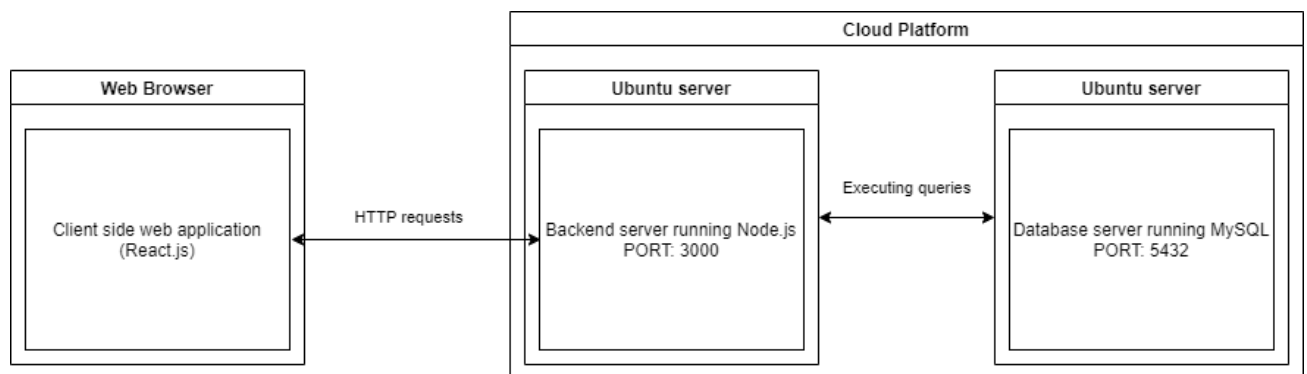 Cloud Platform
Web Browser
Ubuntu server
Ubuntu server
Client side web application
(React.js)
HTTP requests
Backend server running Node.js
PORT: 3000
Executing queries
Database server running MySQL
PORT: 5432